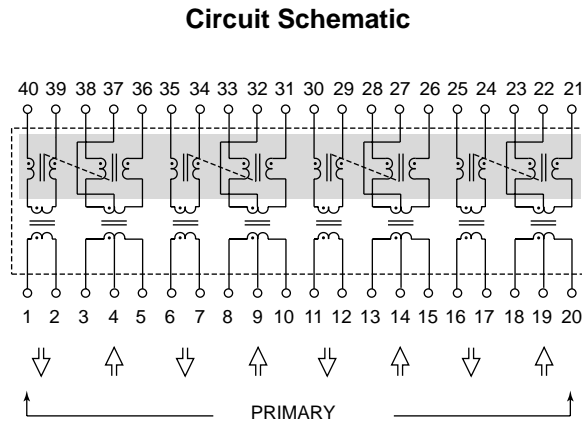 Circuit Schematic
40 39 38 37 36 35 34 33 32 31 30 29 28 27 26 25 24 23 22 21
1 2 3 4 5 6 7 8 9 10 11 12 13 14 15 16 17 18 19 20
PRIMARY